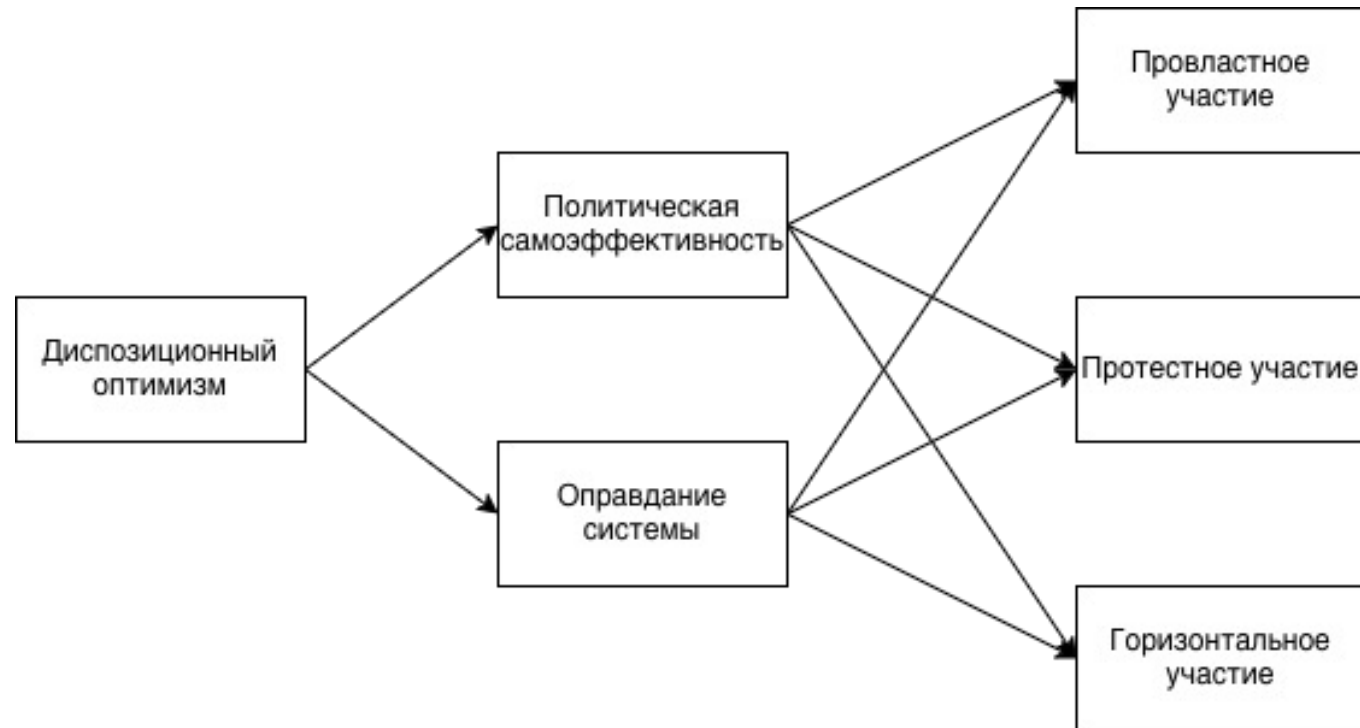 Провластное
участие
Политическая
самоэффективность
Диспозиционный
оптимизм
Протестное участие
Оправдание
системы
Горизонтальное
участие